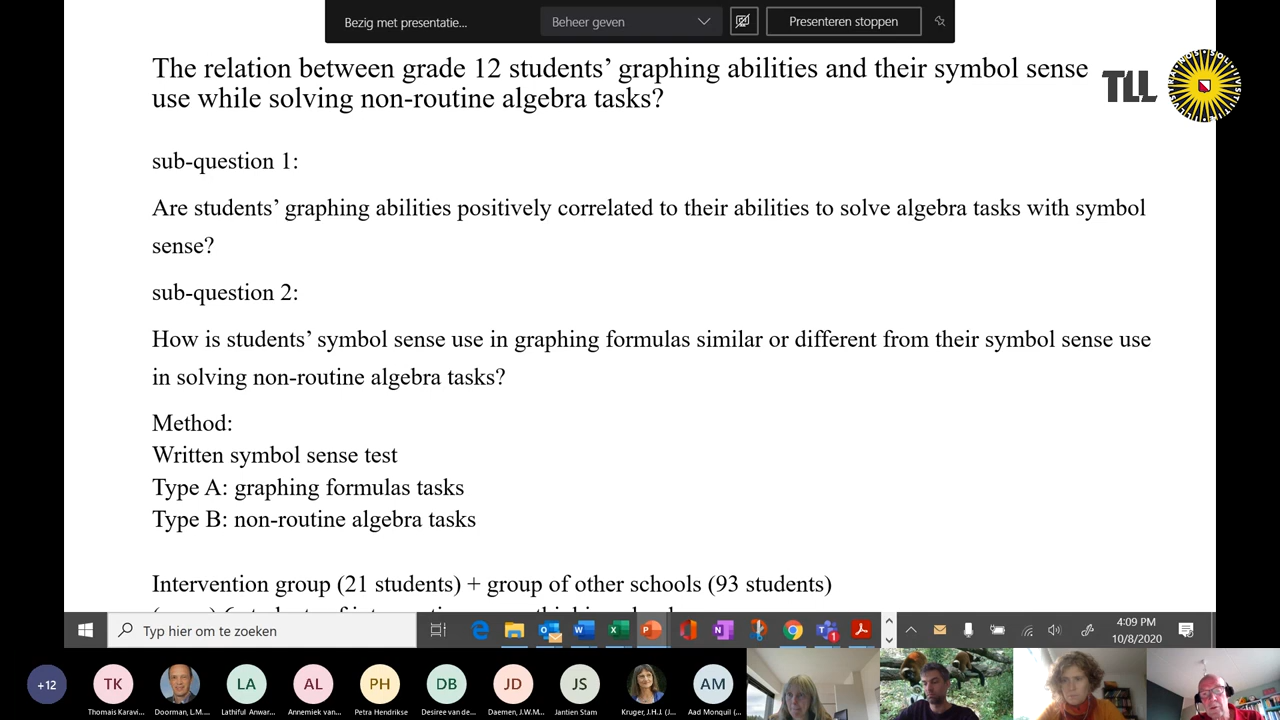 Bezig met presentatie...
Beheer geven
Presenteren stoppen
The relation between grade 12 students' graphing abilities and their symbol sense
use while solving non-routine algebra tasks?
TLL
sub-question 1:
Are students' graphing abilities positively correlated to their abilities to solve algebra tasks with symbol
sense?
sub-question 2:
How is students' symbol sense use in graphing formulas similar or different from their symbol sense use
in solving non-routine algebra tasks?
Method:
Written symbol sense test
Type A: graphing formulas tasks
Type B: non-routine algebra tasks
Intervention group (21 students) + group of other schools (93 students)
Typ hier om te zoeken
4:09 PM
10/8/2020
+12
TK
LA
AL
PH
DB
JD
JS
AM
Thomais Karavi...
Doorman, L.M....
Lathiful Anwar...
Annemiek van...
Petra Hendrikse
Desiree van de...
Daemen, J.W.M...
Jantien Stam
Kruger, J.H.J. (J...
Aad Monquil (...